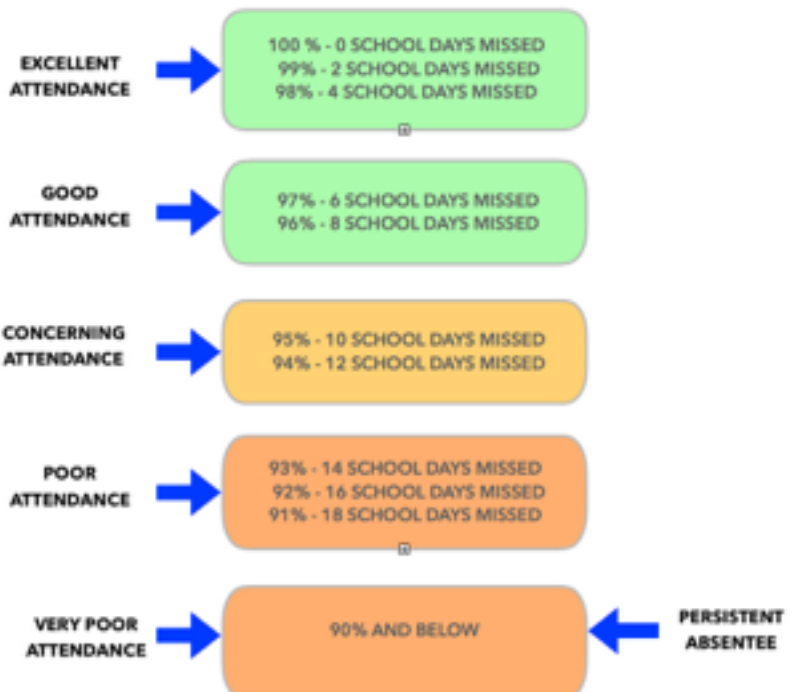 EXCELLENT
ATTENDANCE
100 % - 0 SCHOOL DAYS MISSED
99% - 2 SCHOOL DAYS MISSED
98% - 4 SCHOOL DAYS MISSED
GOOD
ATTENDANCE
97% - 6 SCHOOL DAYS MISSED
96% - 8 SCHOOL DAYS MISSED
CONCERNING
ATTENDANCE
95% - 10 SCHOOL DAYS MISSED
94% - 12 SCHOOL DAYS MISSED
POOR
ATTENDANCE
93% - 14 SCHOOL DAYS MISSED
92% - 16 SCHOOL DAYS MISSED
91% - 18 SCHOOL DAYS MISSED
VERY POOR
ATTENDANCE
90% AND BELOW
PERSISTENT
ABSENTEE